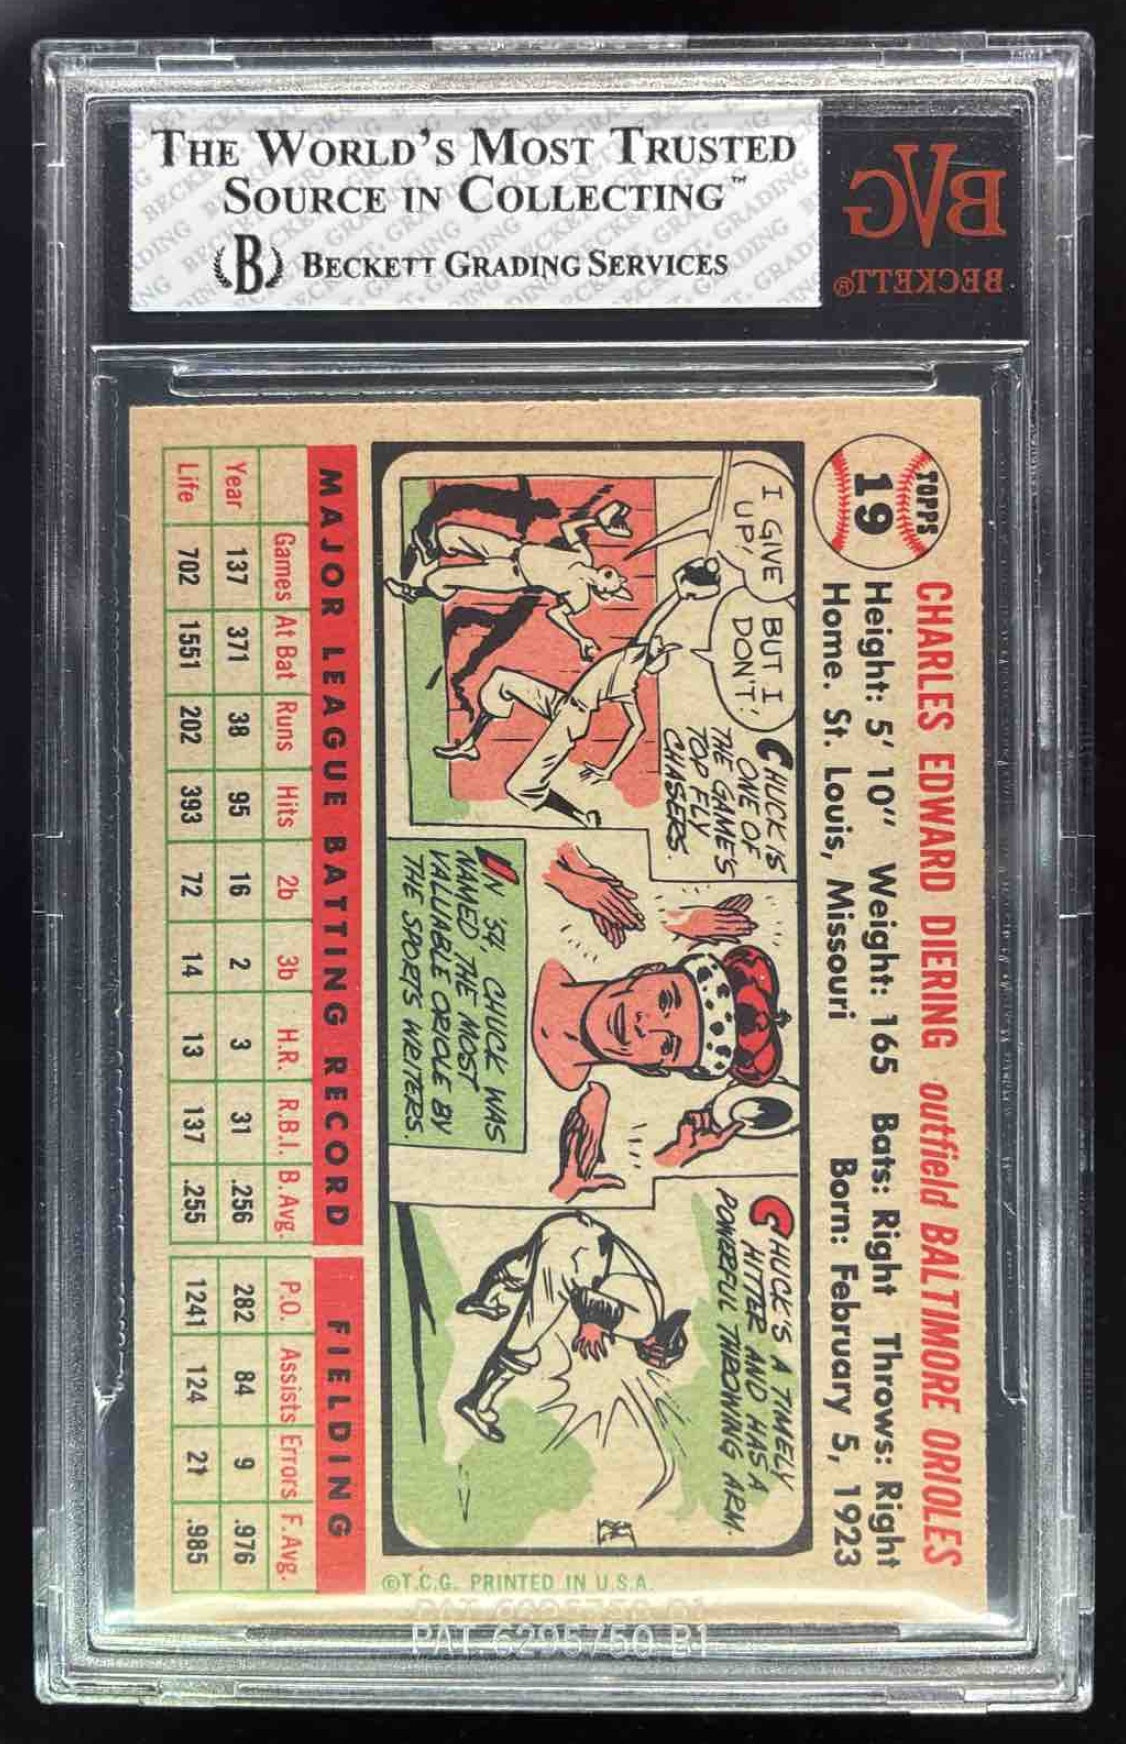 THE WORLD'S MOST TRUSTED
SOURCE IN COLLECTING™
B BECKETT GRADING SERVICES
BVG
BECKETT®
TOPPS
19
CHARLES EDWARD DIERING outfield BALTIMORE ORIOLES
Height: 5' 10" Weight: 165 Bats: Right Throws: Right
Home. St. Louis, Missouri Born: February 5, 1923
I GIVE
UP!
BUT I
DON'T!
CHUCK IS
ONE OF
THE GAME'S
TOP FLY
CHASERS.
IN '54, CHUCK WAS
NAMED THE MOST
VALUABLE ORIOLE BY
THE SPORTS WRITERS.
CHUCK'S A TIMELY
HITTER AND HAS A
POWERFUL THROWING ARM.
MAJOR LEAGUE BATTING RECORD FIELDING
Games At Bat Runs Hits 2b 3b H.R. R.B.I. B.Avg. P.O. Assists Errors F.Avg.
Year 137 371 38 95 16 2 3 31 .256 282 84 9 .976
Life 702 1551 202 393 72 14 13 137 .255 1241 124 21 .985
©T.C.G. PRINTED IN U.S.A.
PAT 6295750 B1